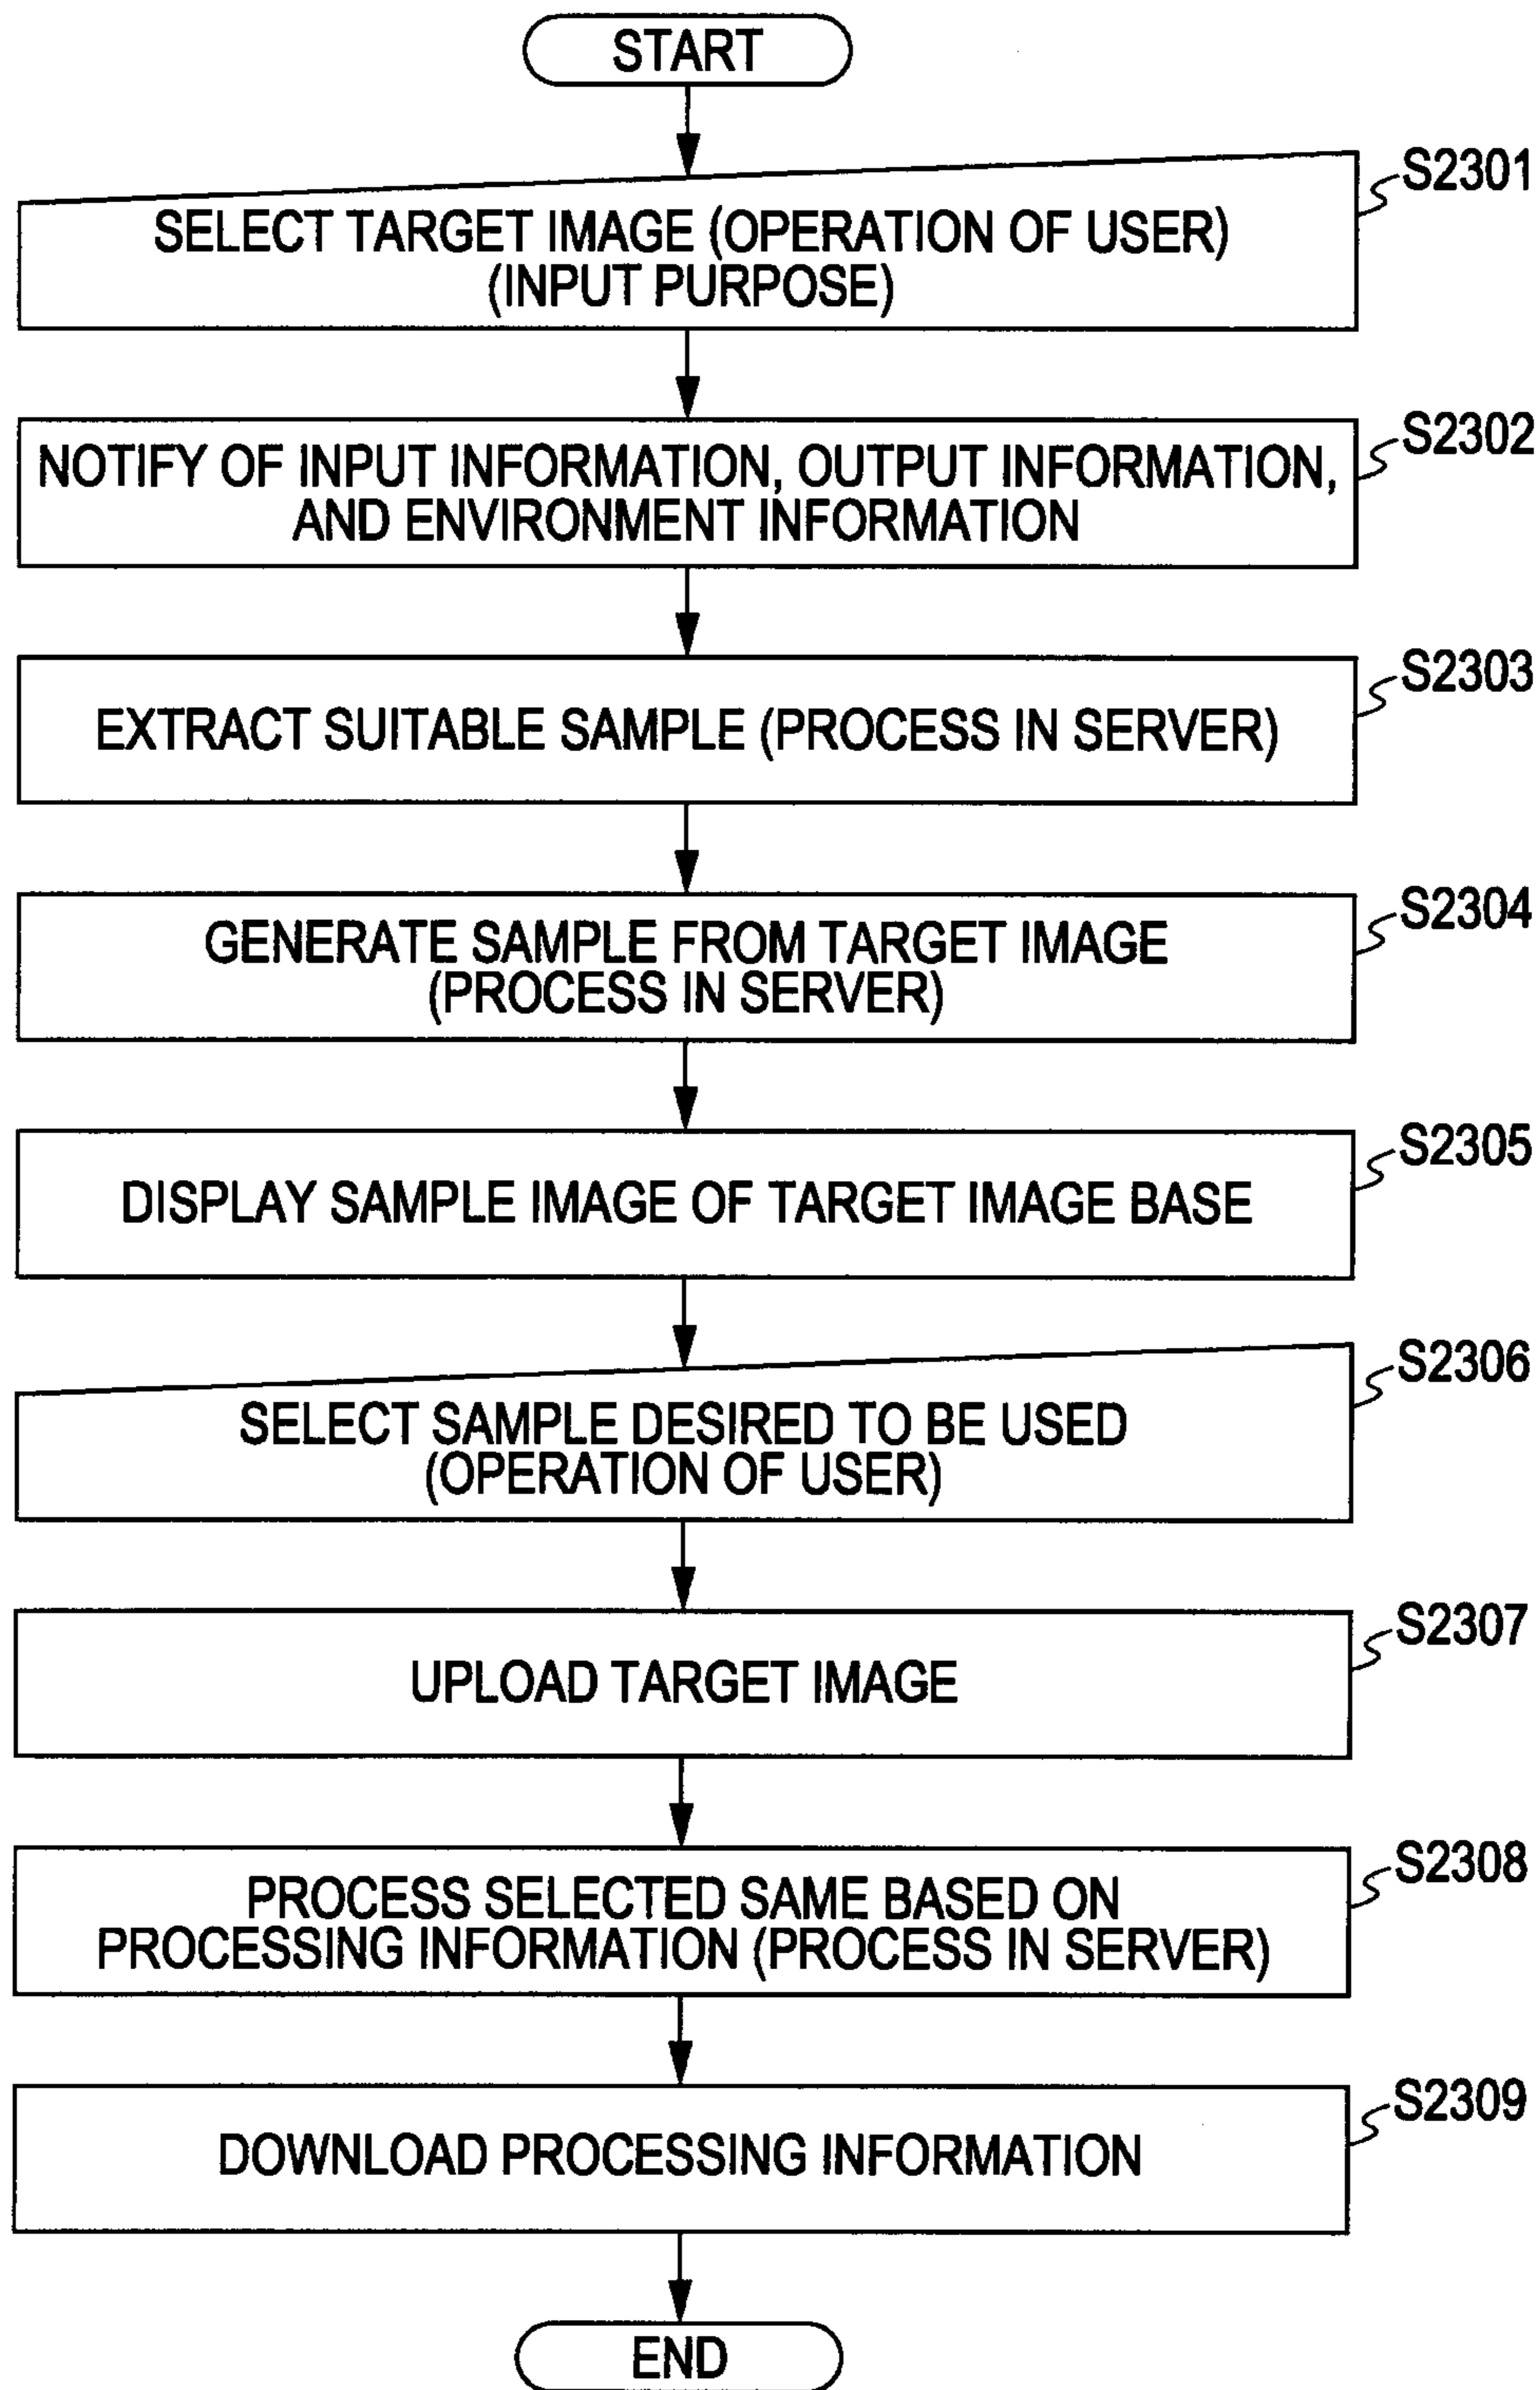 START
S2301
SELECT TARGET IMAGE (OPERATION OF USER)
(INPUT PURPOSE)
S2302
NOTIFY OF INPUT INFORMATION, OUTPUT INFORMATION,
AND ENVIRONMENT INFORMATION
S2303
EXTRACT SUITABLE SAMPLE (PROCESS IN SERVER)
S2304
GENERATE SAMPLE FROM TARGET IMAGE
(PROCESS IN SERVER)
S2305
DISPLAY SAMPLE IMAGE OF TARGET IMAGE BASE
S2306
SELECT SAMPLE DESIRED TO BE USED
(OPERATION OF USER)
S2307
UPLOAD TARGET IMAGE
S2308
PROCESS SELECTED SAME BASED ON
PROCESSING INFORMATION (PROCESS IN SERVER)
S2309
DOWNLOAD PROCESSING INFORMATION
END